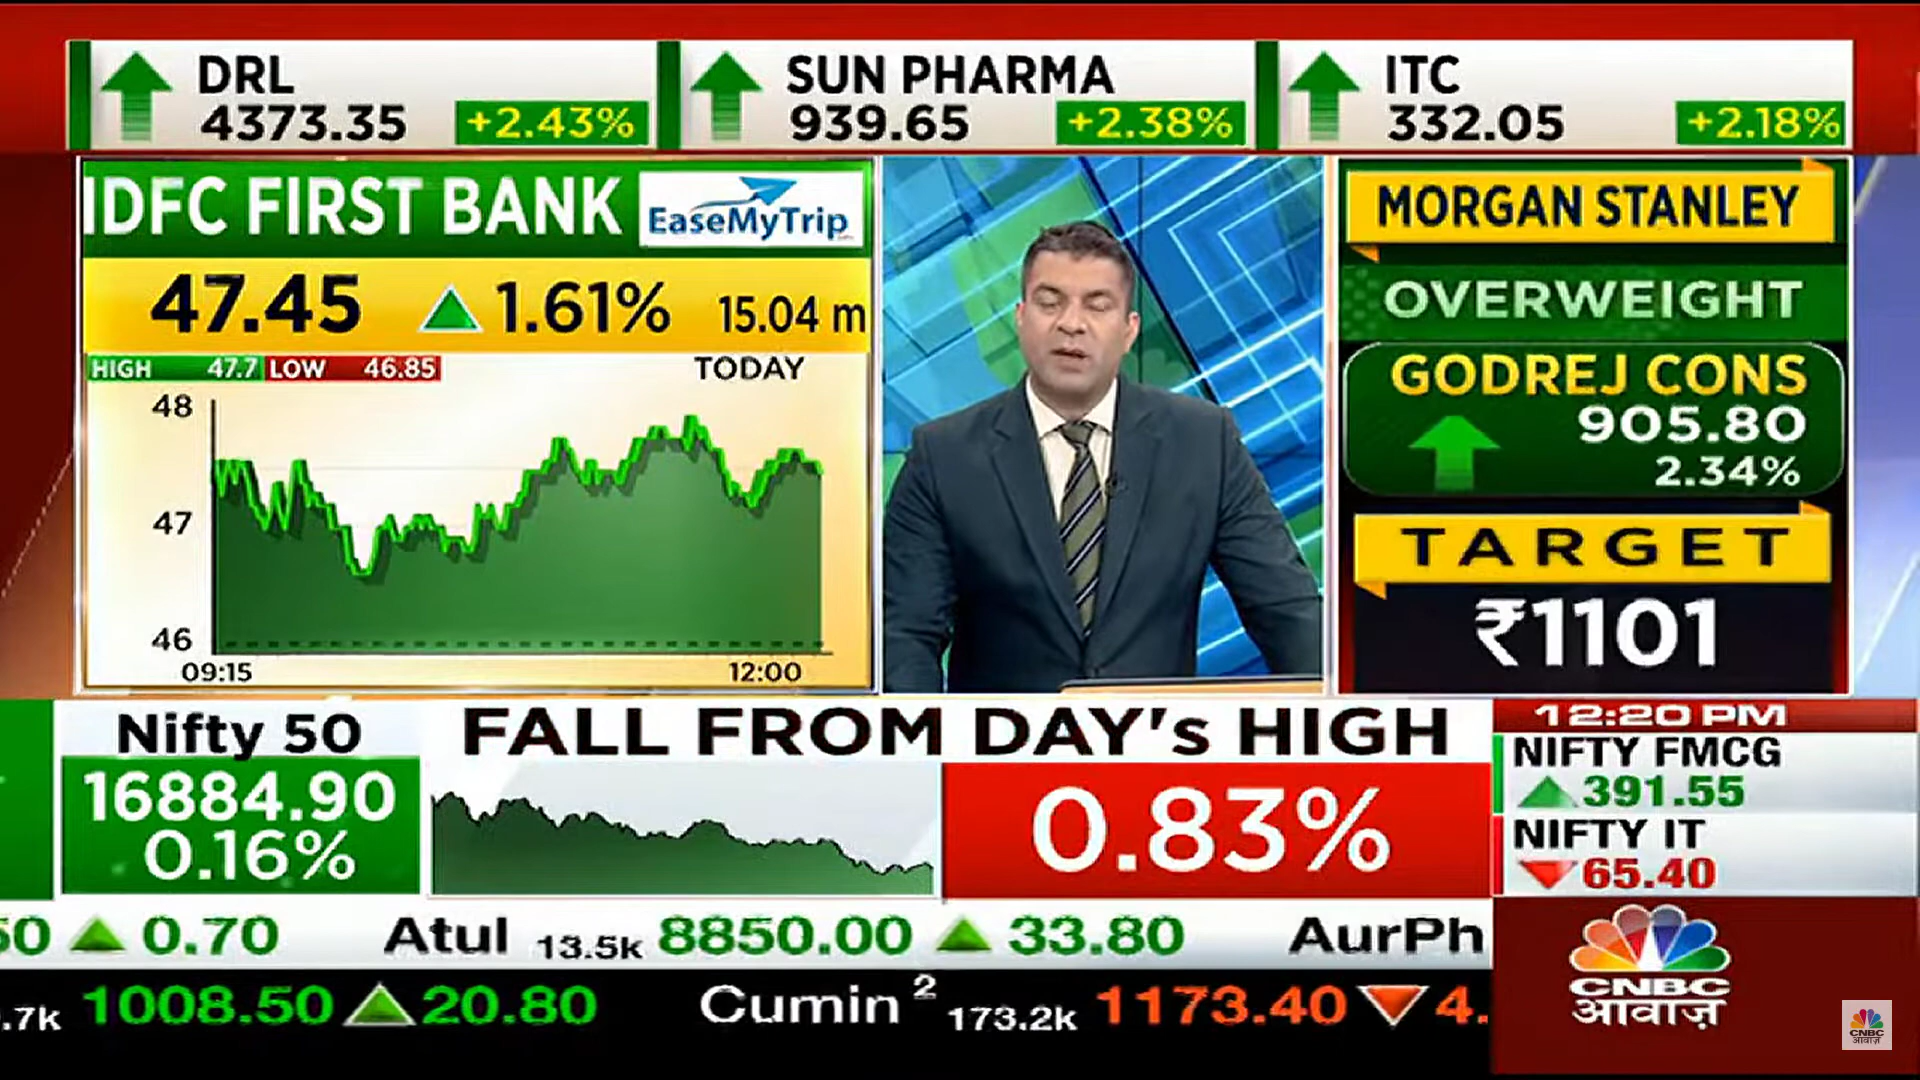 DRL
4373.35 +2.43%
SUN PHARMA
939.65 +2.38%
ITC
332.05 +2.18%
IDFC FIRST BANK EaseMyTrip
47.45 1.61% 15.04 m
HIGH 47.7 LOW 46.85 TODAY
48
47
46
09:15 12:00
MORGAN STANLEY
OVERWEIGHT
GODREJ CONS
905.80
2.34%
TARGET
₹1101
Nifty 50
16884.90
0.16%
FALL FROM DAY's HIGH
0.83%
12:20 PM
NIFTY FMCG
391.55
NIFTY IT
65.40
50 0.70 Atul 13.5k 8850.00 33.80 AurPh
.7k 1008.50 20.80 Cumin 2 173.2k 1173.40 4.
CNBC
आवाज़
CNBC
आवाज़